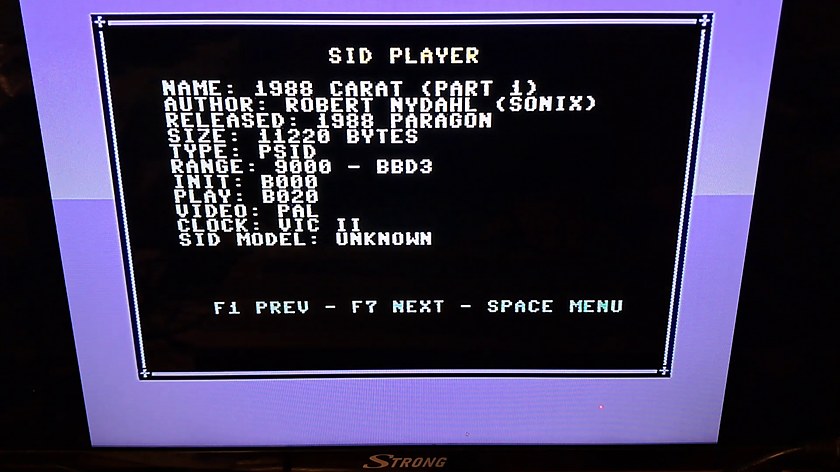 SID PLAYER
NAME: 1988 CARAT (PART 1)
AUTHOR: ROBERT NYDAHL (SONIX)
RELEASED: 1988 PARAGON
SIZE: 11220 BYTES
TYPE: PSID
RANGE: 9000 - BBD3
INIT: B000
PLAY: B020
VIDEO: PAL
CLOCK: VIC II
SID MODEL: UNKNOWN
F1 PREV - F7 NEXT - SPACE MENU
STRONG